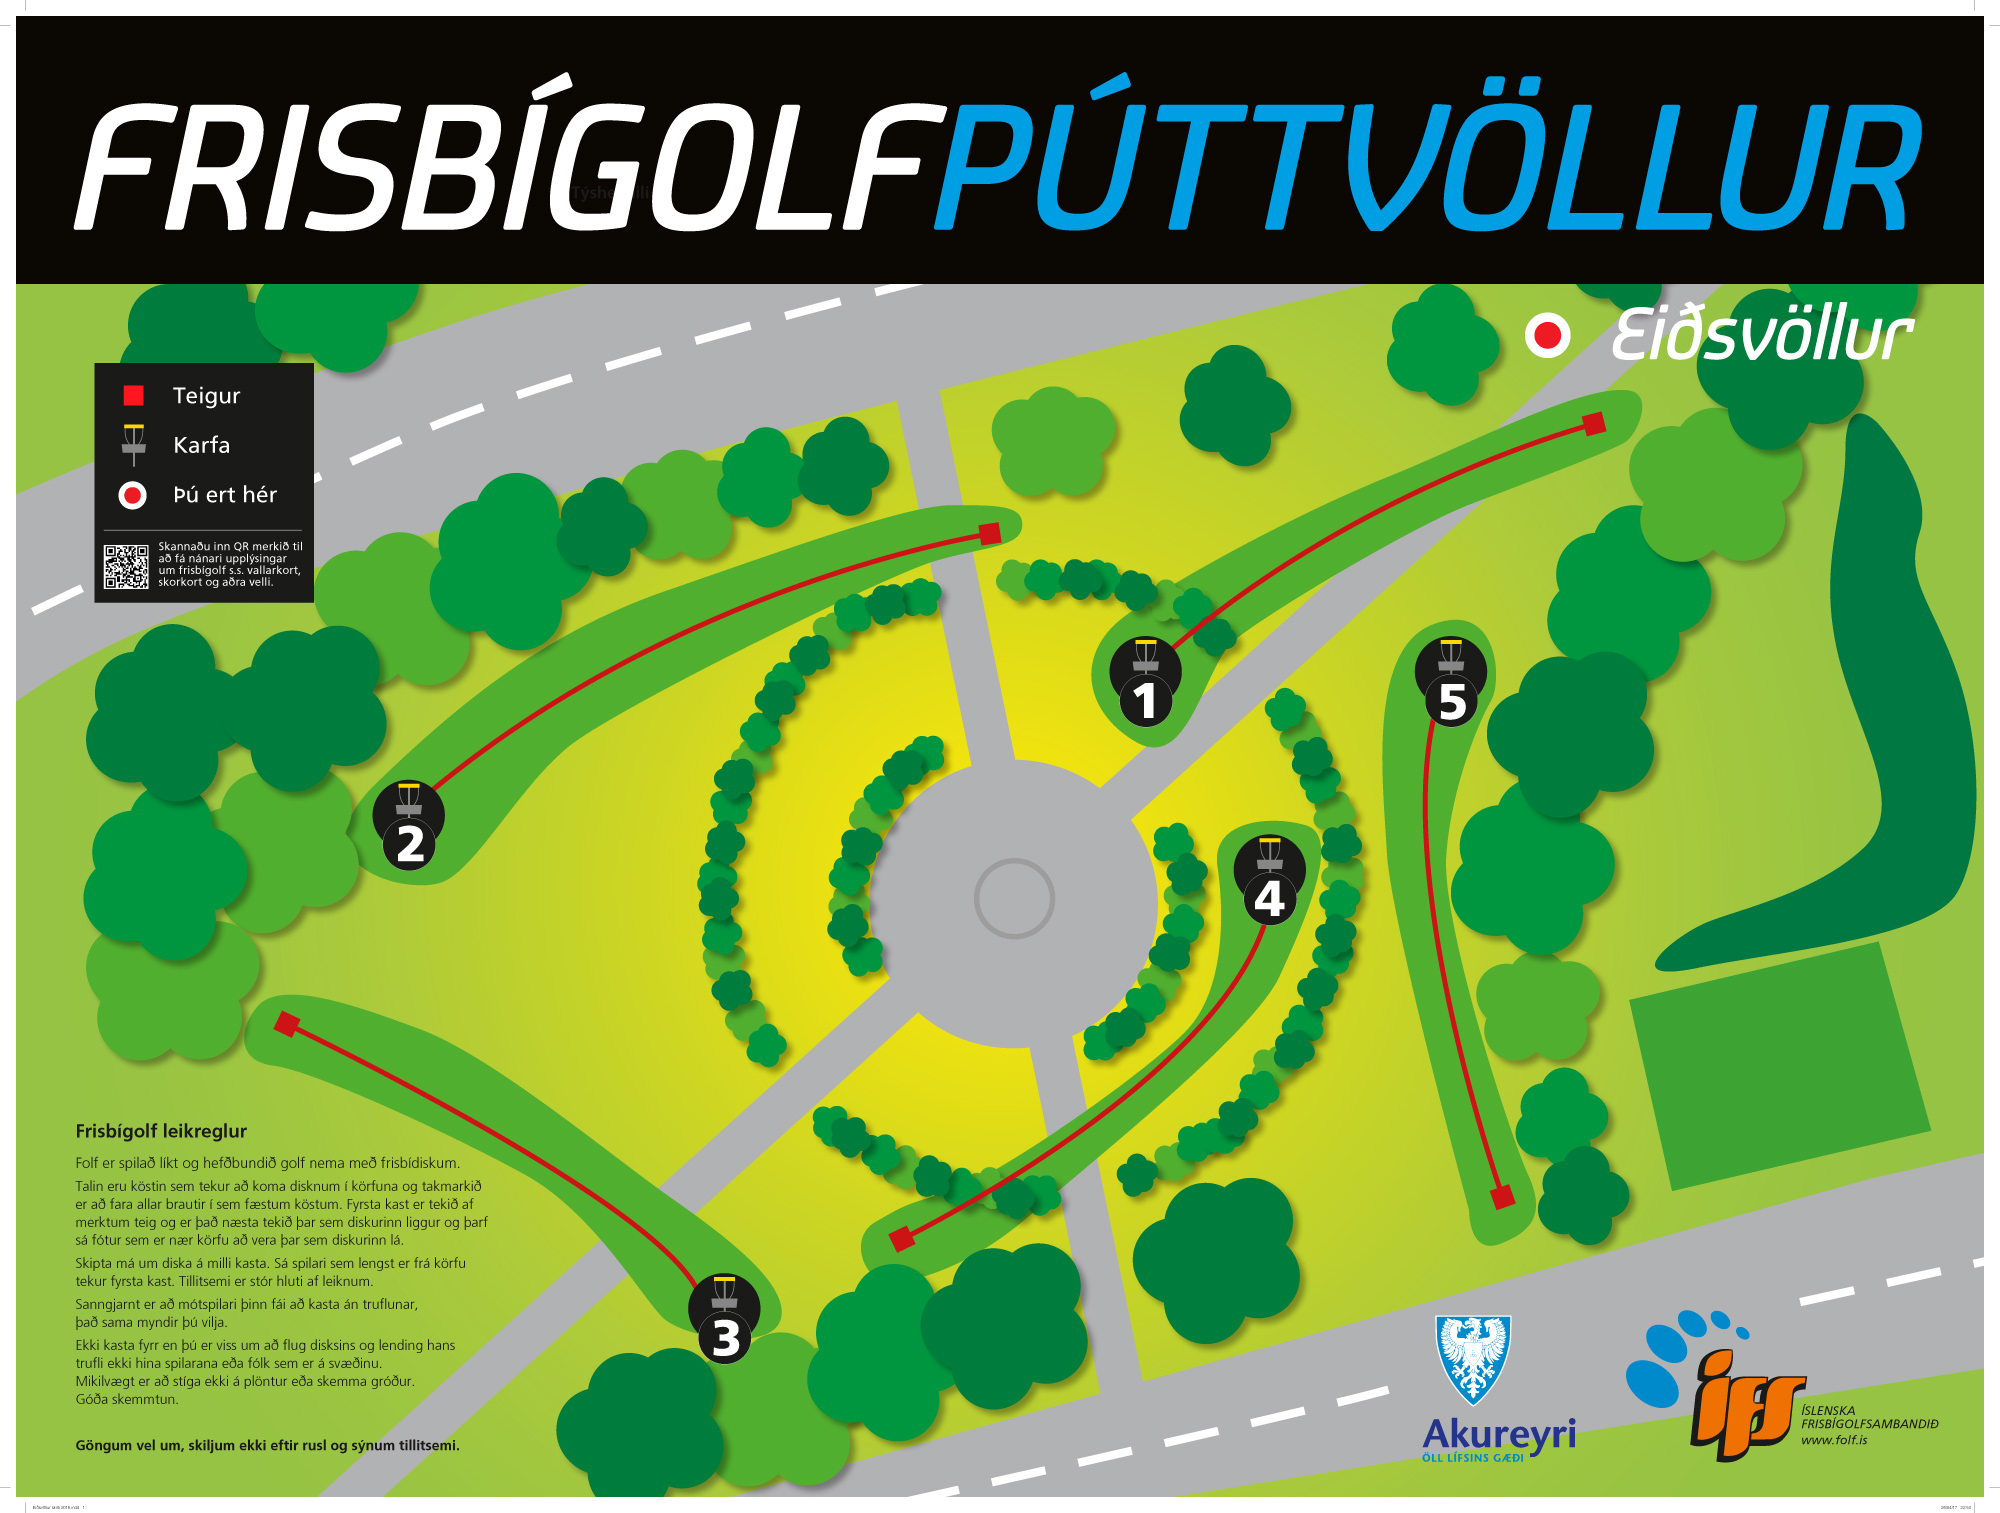 FRISBÍGOLFPÚTTVÖLLUR
Eiðsvöllur
Teigur
Karfa
Þú ert hér
Skannaðu inn QR merkið til
að fá nánari upplýsingar
um frisbígolf s.s. vallarkort,
skorkort og aðra velli.
1
5
2
4
3
Frisbígolf leikreglur
Folf er spilað líkt og hefðbundið golf nema með frisbídiskum.
Talin eru köstin sem tekur að koma disknum í körfuna og takmarkið
er að fara allar brautir í sem fæstum köstum. Fyrsta kast er tekið af
merktum teig og er það næsta tekið þar sem diskurinn liggur og þarf
sá fótur sem er nær körfu að vera þar sem diskurinn lá.
Skipta má um diska á milli kasta. Sá spilari sem lengst er frá körfu
tekur fyrsta kast. Tillitsemi er stór hluti af leiknum.
Sanngjarnt er að mótspilari þinn fái að kasta án truflunar,
það sama myndir þú vilja.
Ekki kasta fyrr en þú er viss um að flug disksins og lending hans
trufli ekki hina spilarana eða fólk sem er á svæðinu.
Mikilvægt er að stíga ekki á plöntur eða skemma gróður.
Góða skemmtun.
Göngum vel um, skiljum ekki eftir rusl og sýnum tillitsemi.
Akureyri
ÖLL LÍFSINS GÆÐI
ifs
ÍSLENSKA
FRISBÍGOLFSAMBANDIÐ
www.folf.is